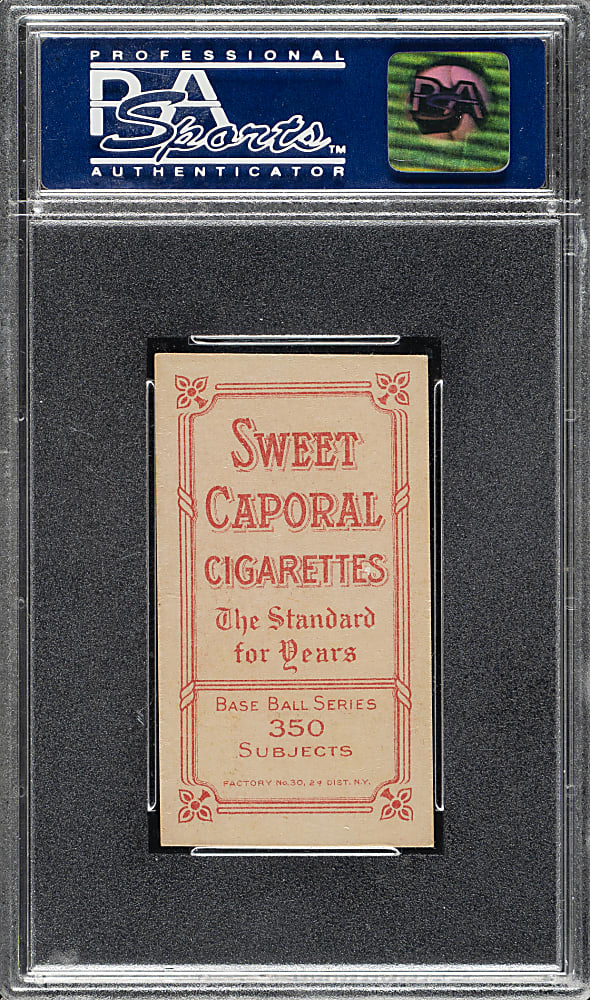 PROFESSIONAL
PSA
Sports™
AUTHENTICATOR
PSA
SWEET
CAPORAL
CIGARETTES
The Standard
for Years
BASE BALL SERIES
350
SUBJECTS
FACTORY No. 30, 2d DIST. N.Y.